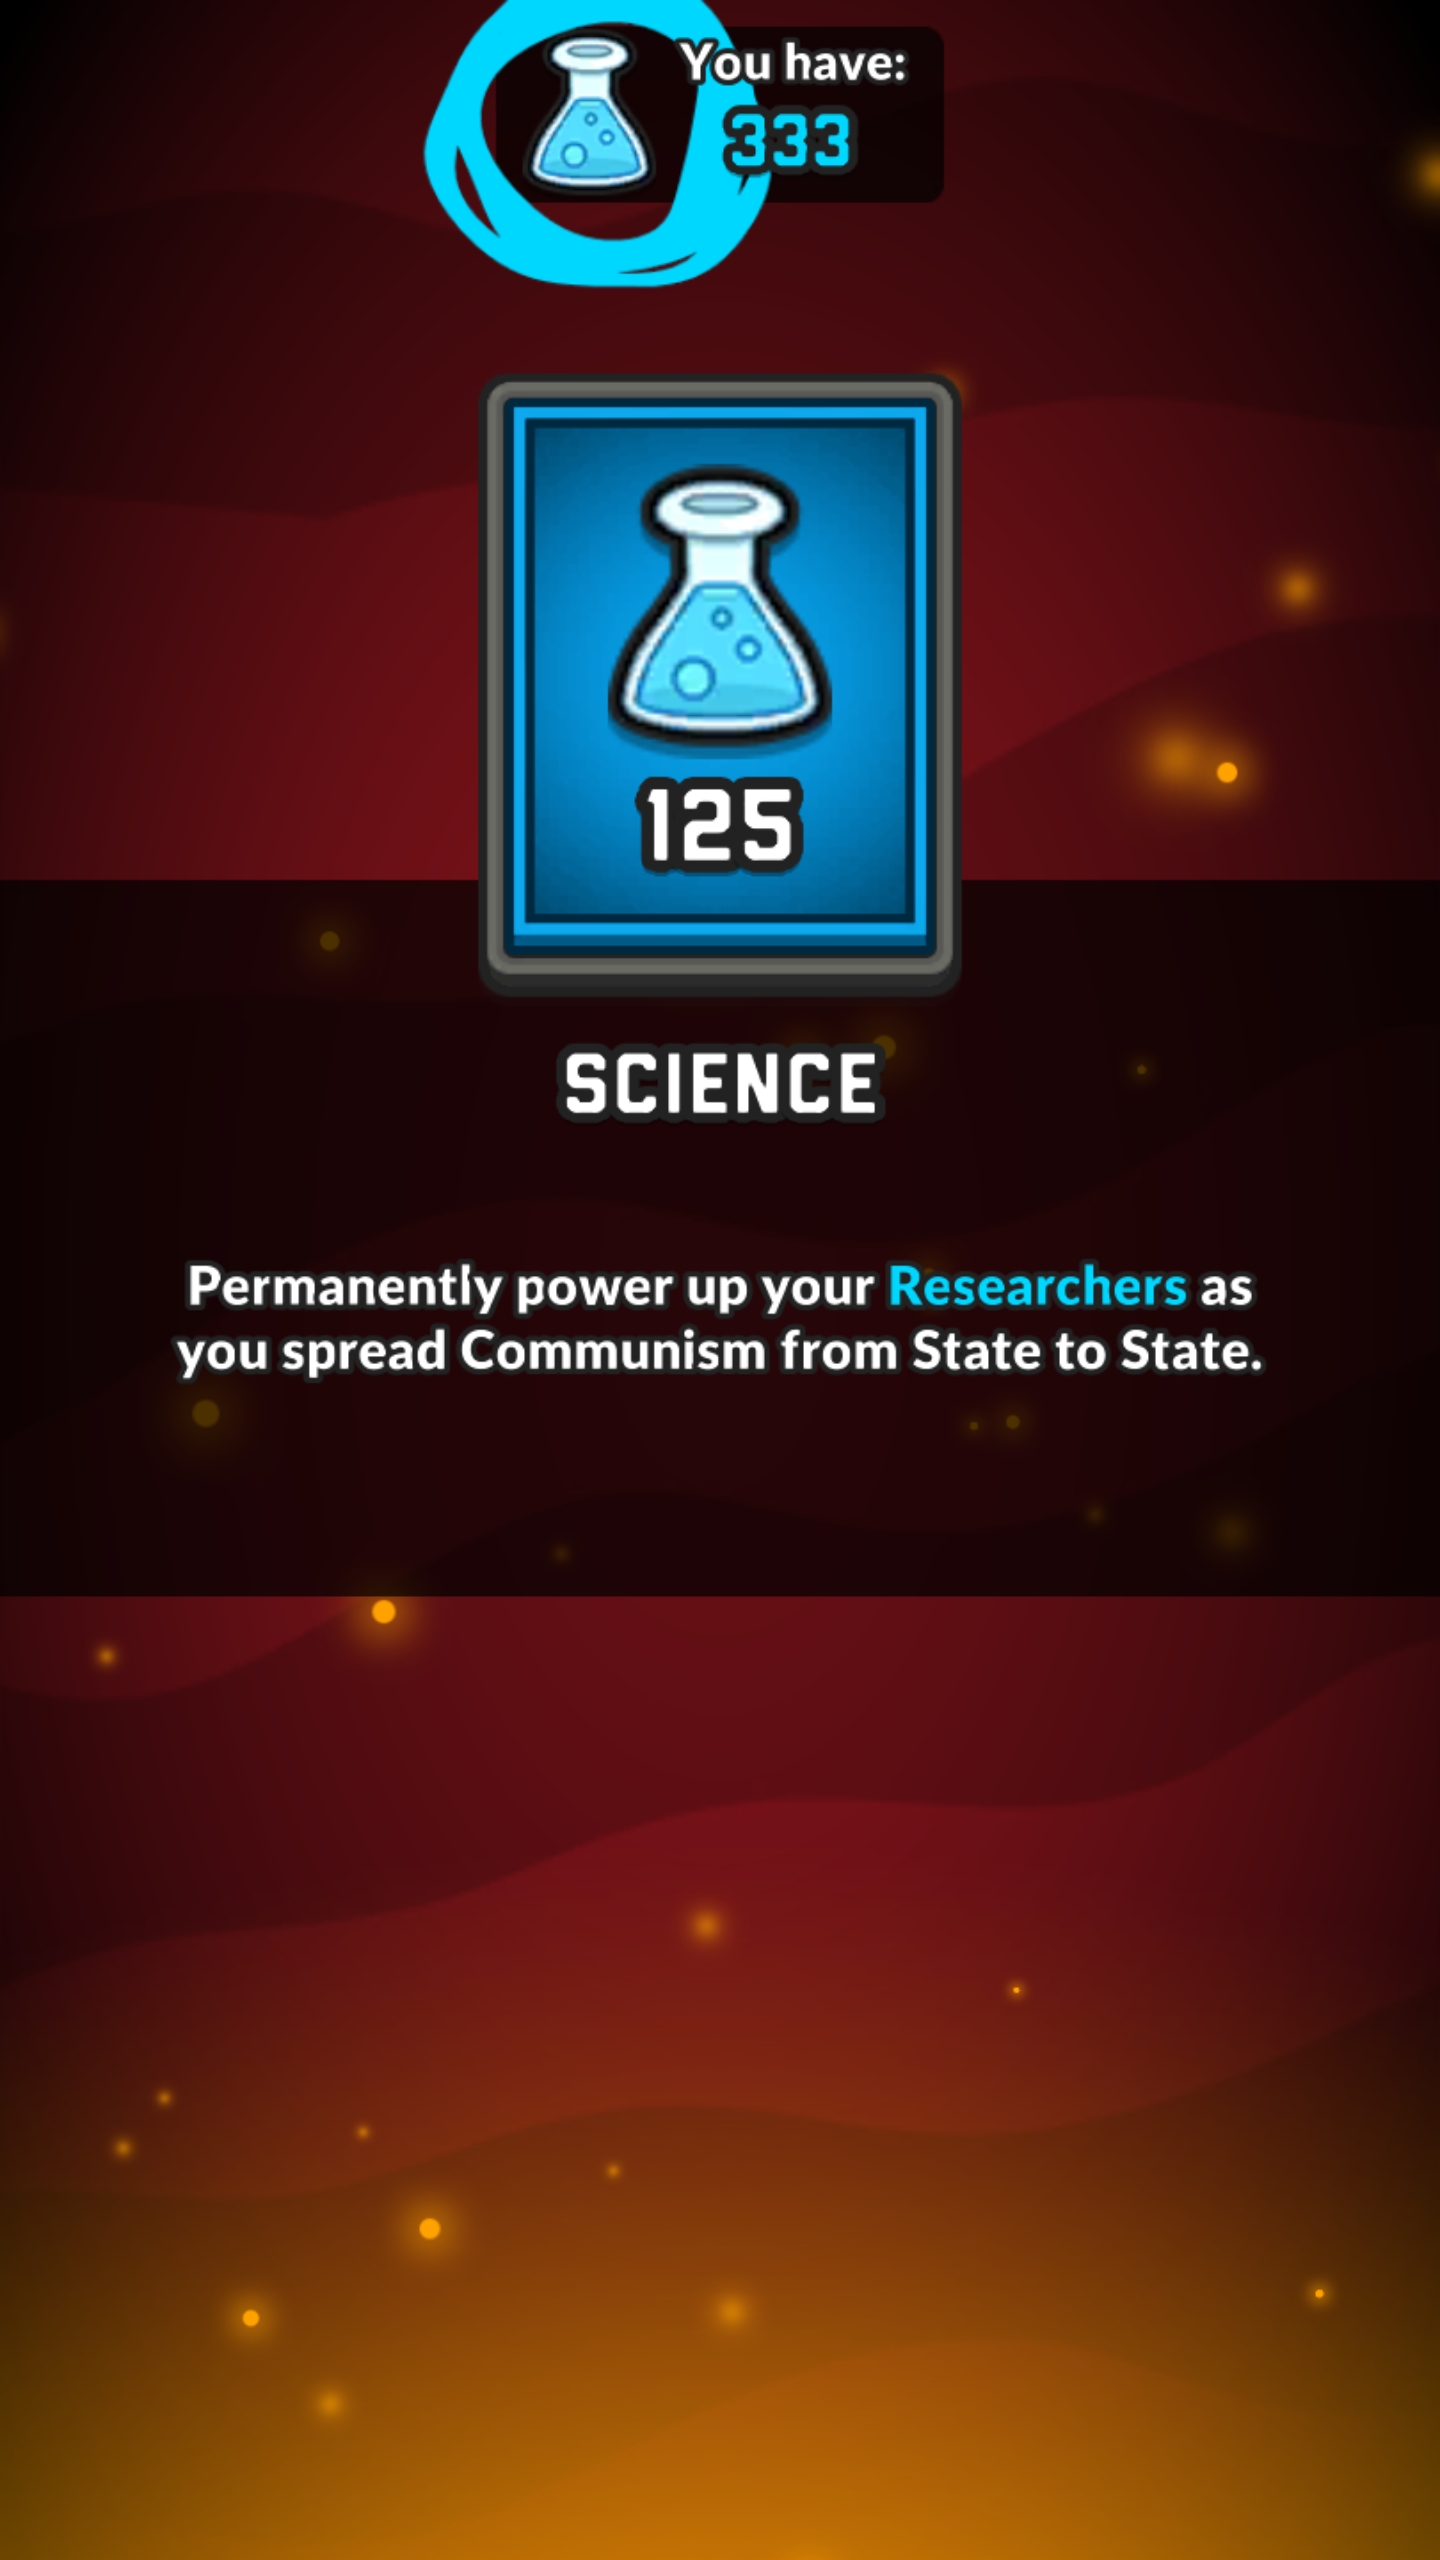 You have:
333
125
SCIENCE
Permanently power up your Researchers as
you spread Communism from State to State.